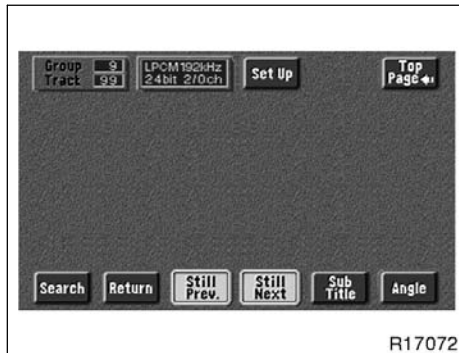 Group 9
Track 99
LPCM192kHz
24bit 2/0ch
Set Up
Top
Page
Search
Return
Still
Prev.
Still
Next
Sub
Title
Angle
R17072